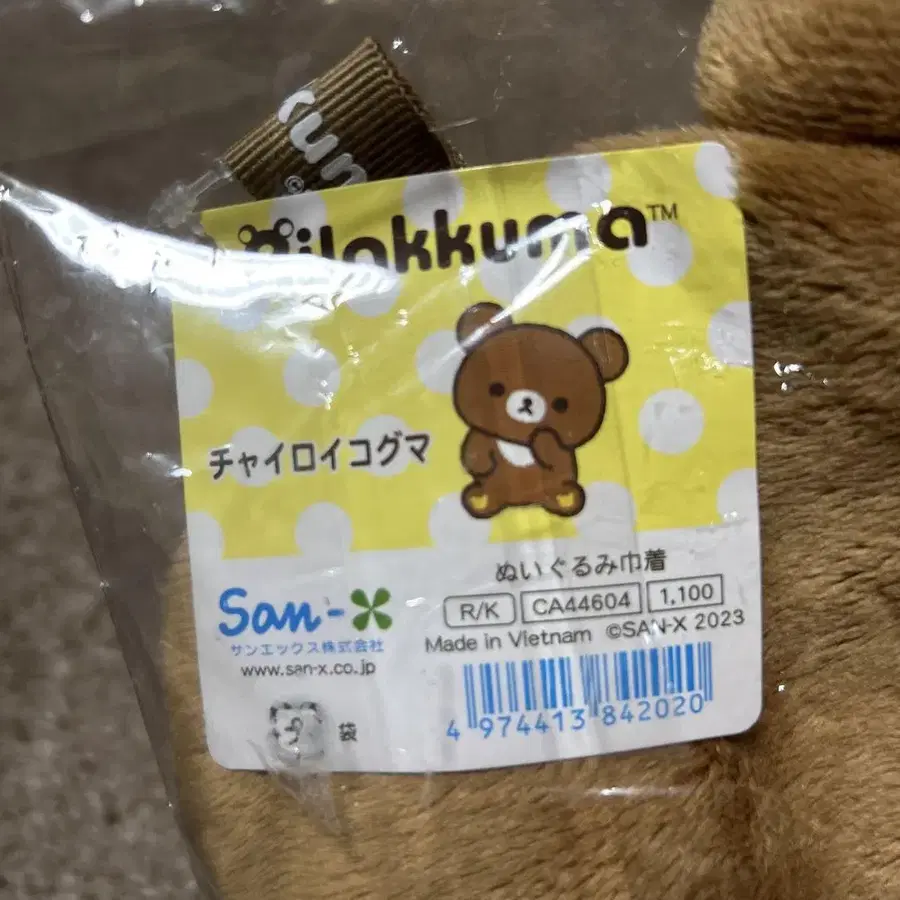 kum
©
Rilakkuma™
チャイロイコグマ
ぬいぐるみ巾着
R/K CA44604 1,100
Made in Vietnam ©SAN-X 2023
San-X
サンエックス株式会社
www.san-x.co.jp
袋
4 974413 842020